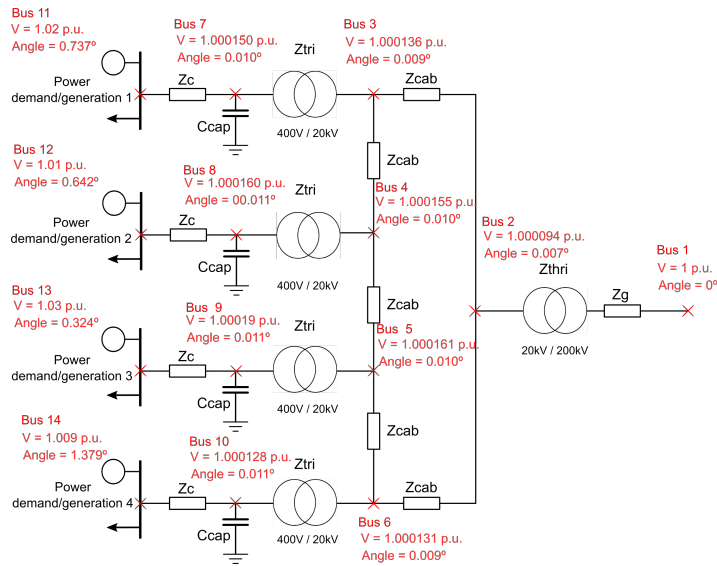 Bus 11
V = 1.02 p.u.
Angle = 0.737º
Power
demand/generation 1
Bus 7
V = 1.000150 p.u.
Angle = 0.010º
Zc
Ccap
Ztri
400V / 20kV
Bus 3
V = 1.000136 p.u.
Angle = 0.009º
Zcab
Zcab
Bus 12
V = 1.01 p.u.
Angle = 0.642º
Power
demand/generation 2
Bus 8
V = 1.000160 p.u.
Angle = 00.011º
Zc
Ccap
Ztri
400V / 20kV
Bus 4
V = 1.000155 p.u.
Angle = 0.010º
Bus 2
V = 1.000094 p.u.
Angle = 0.007º
Zthri
20kV / 200kV
Zg
Bus 1
V = 1 p.u.
Angle = 0º
Bus 13
V = 1.03 p.u.
Angle = 0.324º
Power
demand/generation 3
Bus 9
V = 1.00019 p.u.
Angle = 0.011º
Zc
Ccap
Ztri
400V / 20kV
Zcab
Bus 5
V = 1.000161 p.u.
Angle = 0.010º
Zcab
Bus 14
V = 1.009 p.u.
Angle = 1.379º
Power
demand/generation 4
Bus 10
V = 1.000128 p.u.
Angle = 0.011º
Zc
Ccap
Ztri
400V / 20kV
Zcab
Bus 6
V = 1.000131 p.u.
Angle = 0.009º